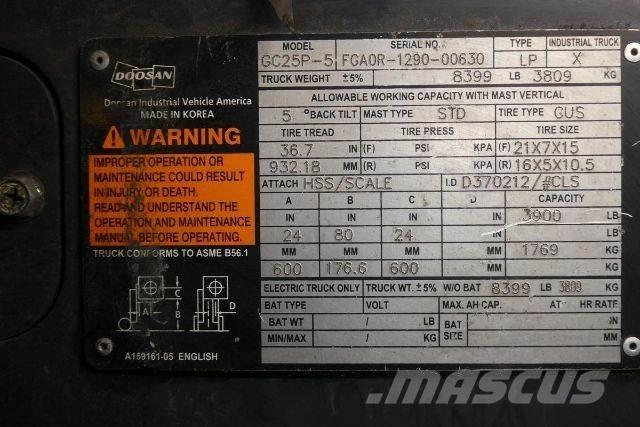 DOOSAN
Doosan Industrial Vehicle America
MADE IN KOREA
WARNING
IMPROPER OPERATION OR
MAINTENANCE COULD RESULT
IN INJURY OR DEATH.
READ AND UNDERSTAND THE
OPERATION AND MAINTENANCE
MANUAL BEFORE OPERATING.
TRUCK CONFORMS TO ASME B56.1
C
A
B
D
A159161-05 ENGLISH
MODEL SERIAL NO. TYPE INDUSTRIAL TRUCK
GC25P-5 FGA0R-1290-00630 LP X
TRUCK WEIGHT ±5% 8399 LB 3809 KG
ALLOWABLE WORKING CAPACITY WITH MAST VERTICAL
5 °BACK TILT MAST TYPE STD TIRE TYPE CUS
TIRE TREAD TIRE PRESS TIRE SIZE
36.7 IN (F) PSI KPA (F) 21X7X15
932.18 MM (R) PSI KPA (R) 16X5X10.5
ATTACH HSS/SCALE I.D D370212/#CLS
A B C D CAPACITY
IN IN IN IN 3900 LB
24 80 24
MM MM MM MM 1769 KG
600 176.6 600
ELECTRIC TRUCK ONLY TRUCK WT. ±5% W/O BAT 8399 LB 3809 KG
BAT TYPE VOLT MAX. AH CAP. AT HR RATE
BAT WT / LB BAT SIZE IN
MIN/MAX / KG MM
MASCUS